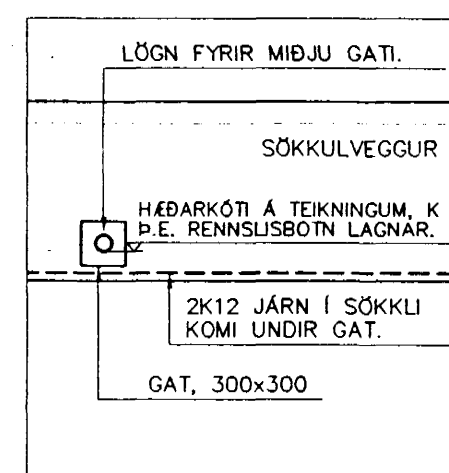 LÖGN FYRIR MIÐJU GATI.
SÖKKULVEGGUR
HÆÐARKÓTI Á TEIKNINGUM, K
Þ.E. RENNSLISBOTN LAGNAR.
2K12 JÁRN Í SÖKKLI
KOMI UNDIR GAT.
GAT, 300x300